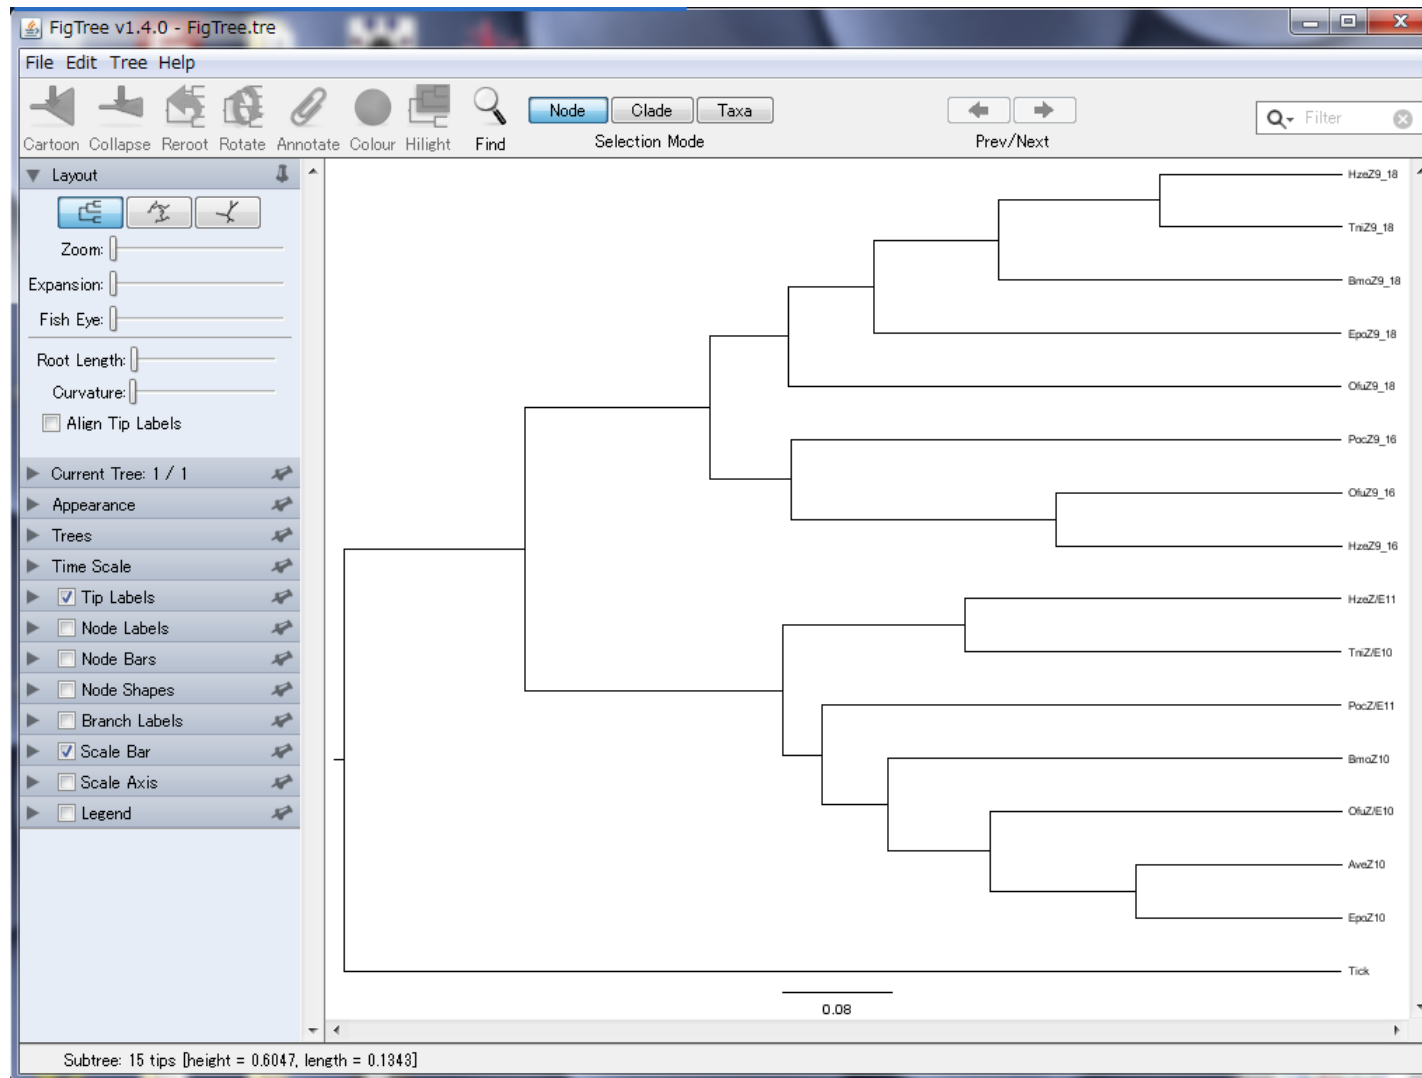 FigTree v1.4.0 - FigTree.tre
File Edit Tree Help
Cartoon Collapse Reroot Rotate Annotate Colour Hilight Find
Node Clade Taxa
Selection Mode
Prev/Next
Filter
Layout
Zoom:
Expansion:
Fish Eye:
Root Length:
Curvature:
Align Tip Labels
Current Tree: 1 / 1
Appearance
Trees
Time Scale
Tip Labels
Node Labels
Node Bars
Node Shapes
Branch Labels
Scale Bar
Scale Axis
Legend
HzeZ9_18
TniZ9_18
BmoZ9_18
EpoZ9_18
OfuZ9_18
PocZ9_16
OfuZ9_16
HzeZ9_16
HzeZ/E11
TniZ/E10
PocZ/E11
BmoZ10
OfuZ/E10
AveZ10
EpoZ10
Tick
0.08
Subtree: 15 tips [height = 0.6047, length = 0.1343]